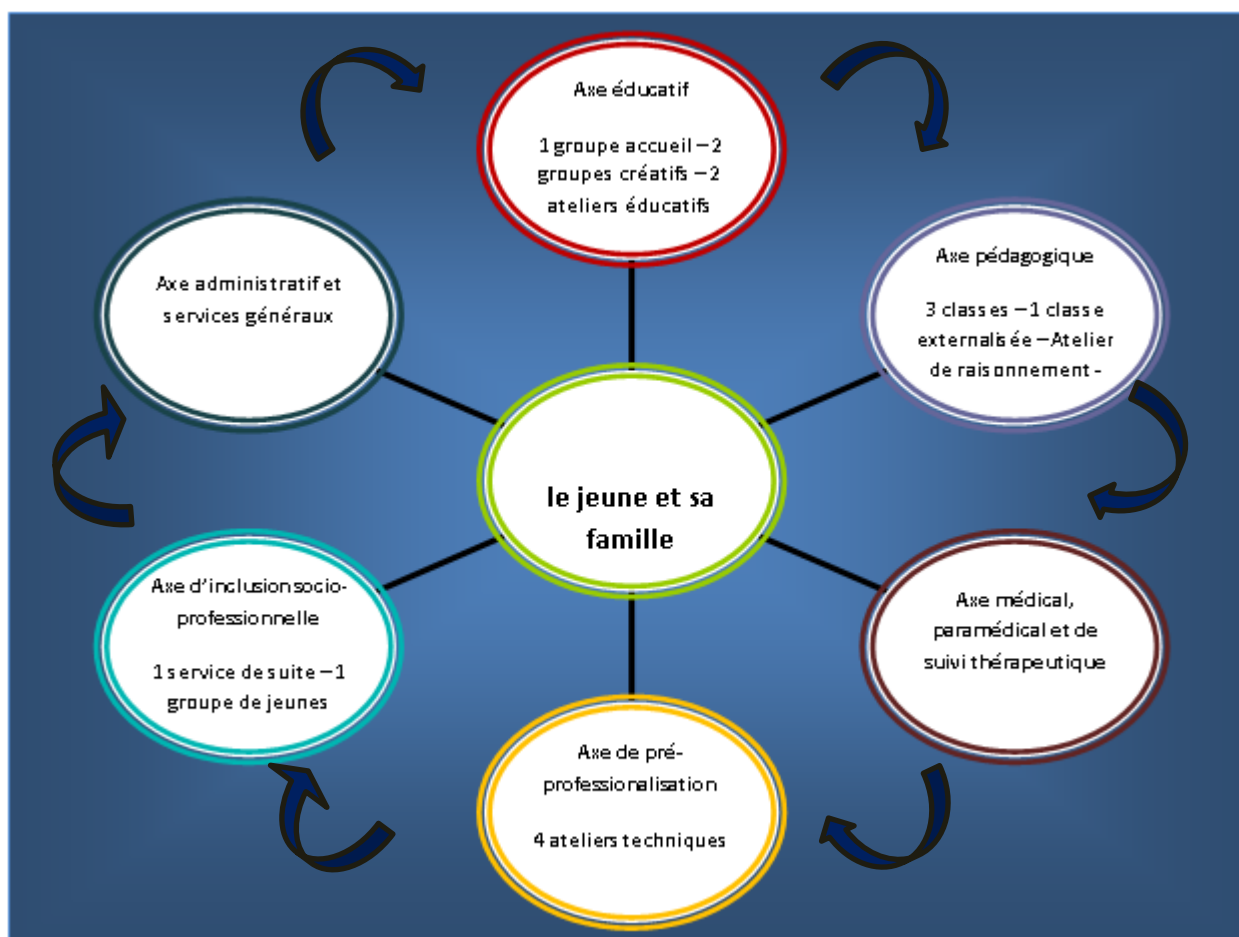 Axe éducatif
1 groupe accueil – 2
groupes créatifs – 2
ateliers éducatifs
Axe pédagogique
3 classes – 1 classe
externalisée – Atelier
de raisonnement -
Axe médical,
paramédical et de
suivi thérapeutique
Axe de pré-
professionalisation
4 ateliers techniques
Axe d'inclusion socio-
professionnelle
1 service de suite – 1
groupe de jeunes
Axe administratif et
services généraux
le jeune et sa
famille